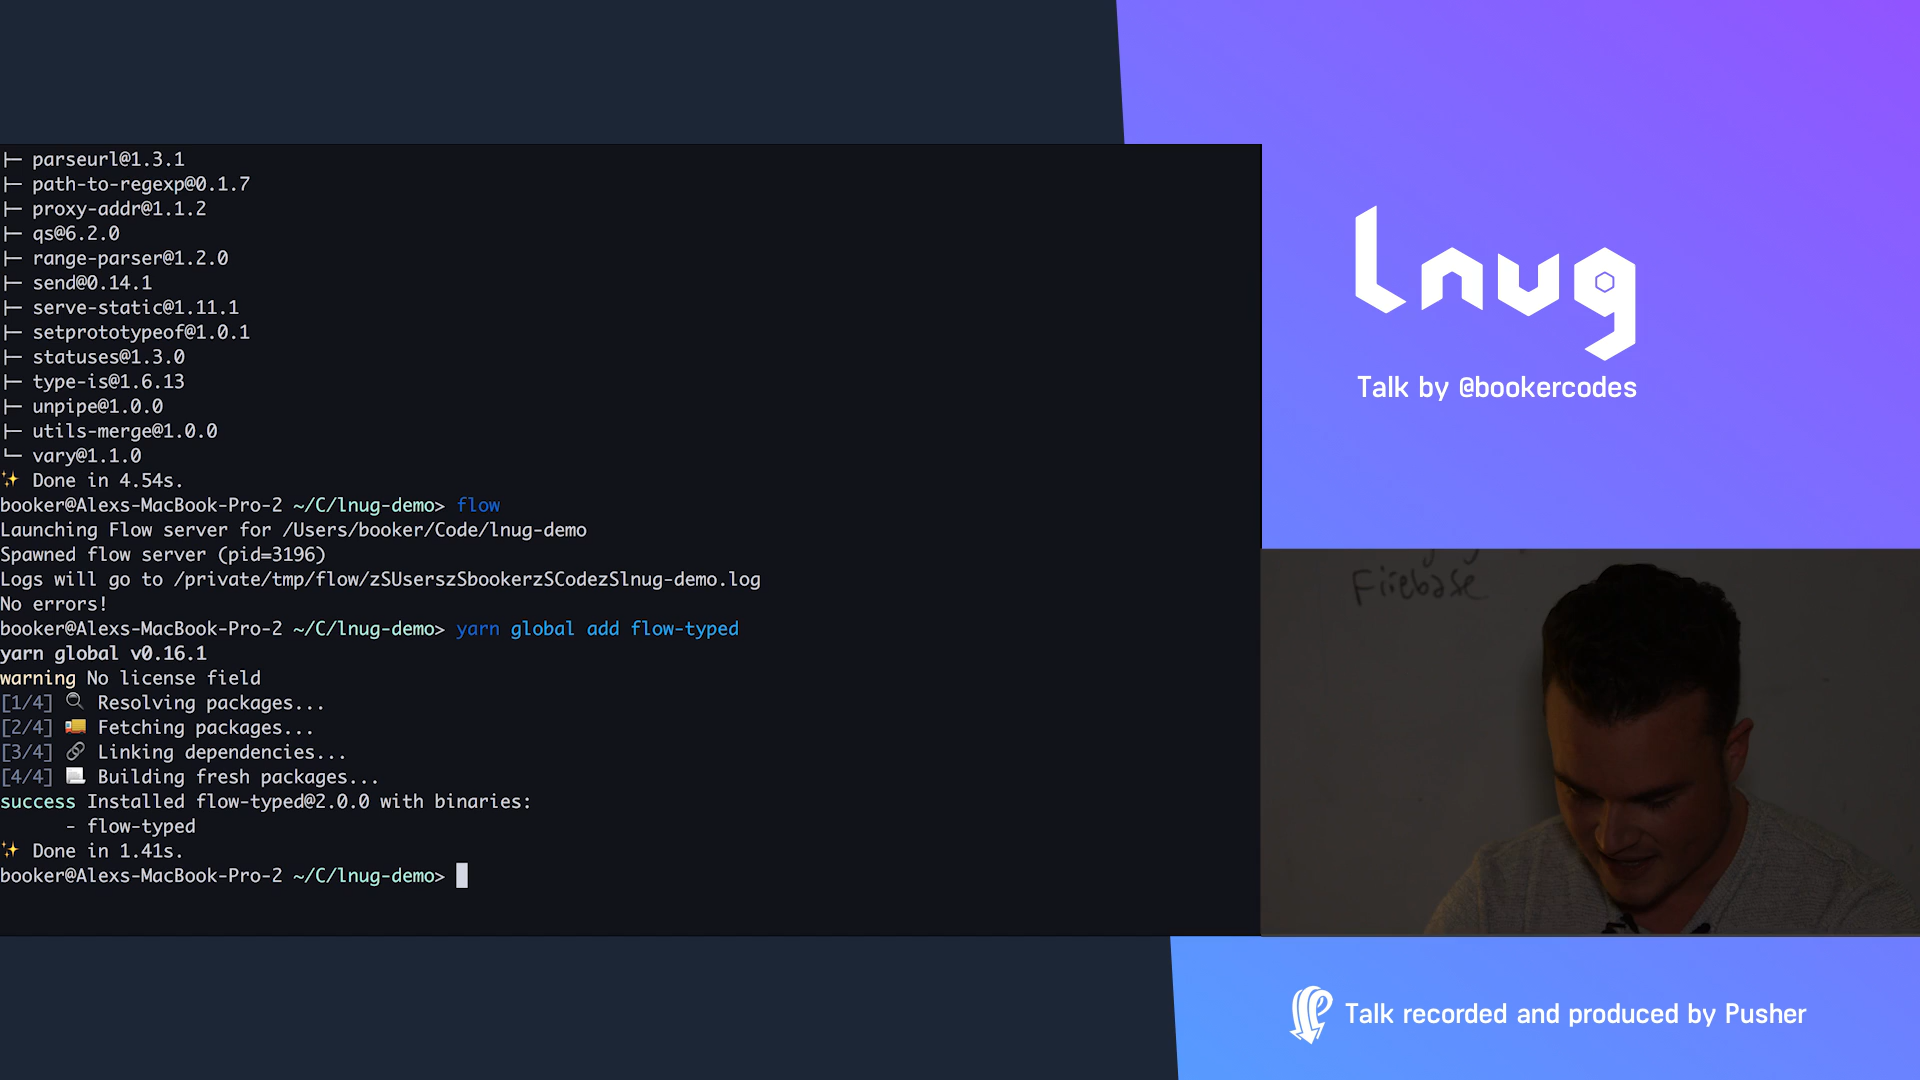 ├─ parseurl@1.3.1
├─ path-to-regexp@0.1.7
├─ proxy-addr@1.1.2
├─ qs@6.2.0
├─ range-parser@1.2.0
├─ send@0.14.1
├─ serve-static@1.11.1
├─ setprototypeof@1.0.1
├─ statuses@1.3.0
├─ type-is@1.6.13
├─ unpipe@1.0.0
├─ utils-merge@1.0.0
└─ vary@1.1.0
✨ Done in 4.54s.
booker@Alexs-MacBook-Pro-2 ~/C/lnug-demo> flow
Launching Flow server for /Users/booker/Code/lnug-demo
Spawned flow server (pid=3196)
Logs will go to /private/tmp/flow/zSUserszSbookerzSCodezSlnug-demo.log
No errors!
booker@Alexs-MacBook-Pro-2 ~/C/lnug-demo> yarn global add flow-typed
yarn global v0.16.1
warning No license field
[1/4] 🔍 Resolving packages...
[2/4] 🚚 Fetching packages...
[3/4] 🔗 Linking dependencies...
[4/4] 📃 Building fresh packages...
success Installed flow-typed@2.0.0 with binaries:
- flow-typed
✨ Done in 1.41s.
booker@Alexs-MacBook-Pro-2 ~/C/lnug-demo>
lnug
Talk by @bookercodes
Firebase
Talk recorded and produced by Pusher